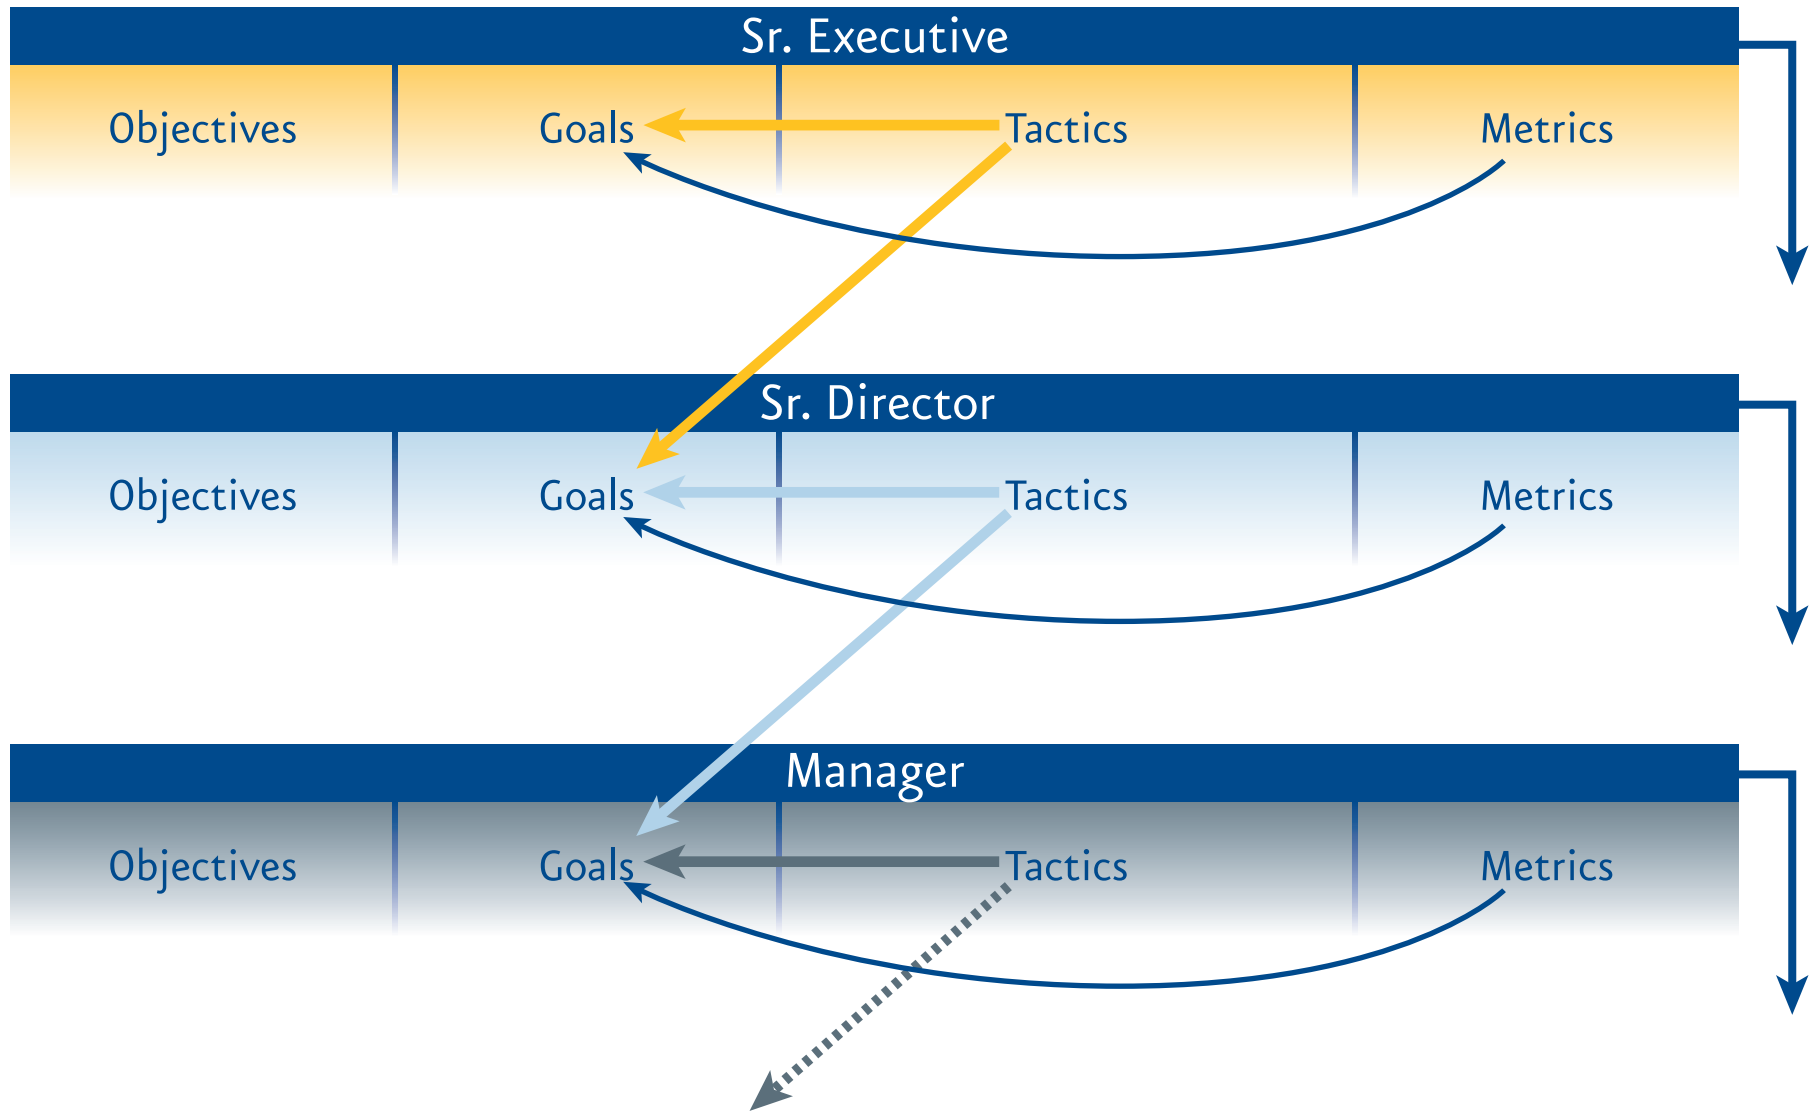 Sr. Executive
Objectives Goals Tactics Metrics
Sr. Director
Objectives Goals Tactics Metrics
Manager
Objectives Goals Tactics Metrics